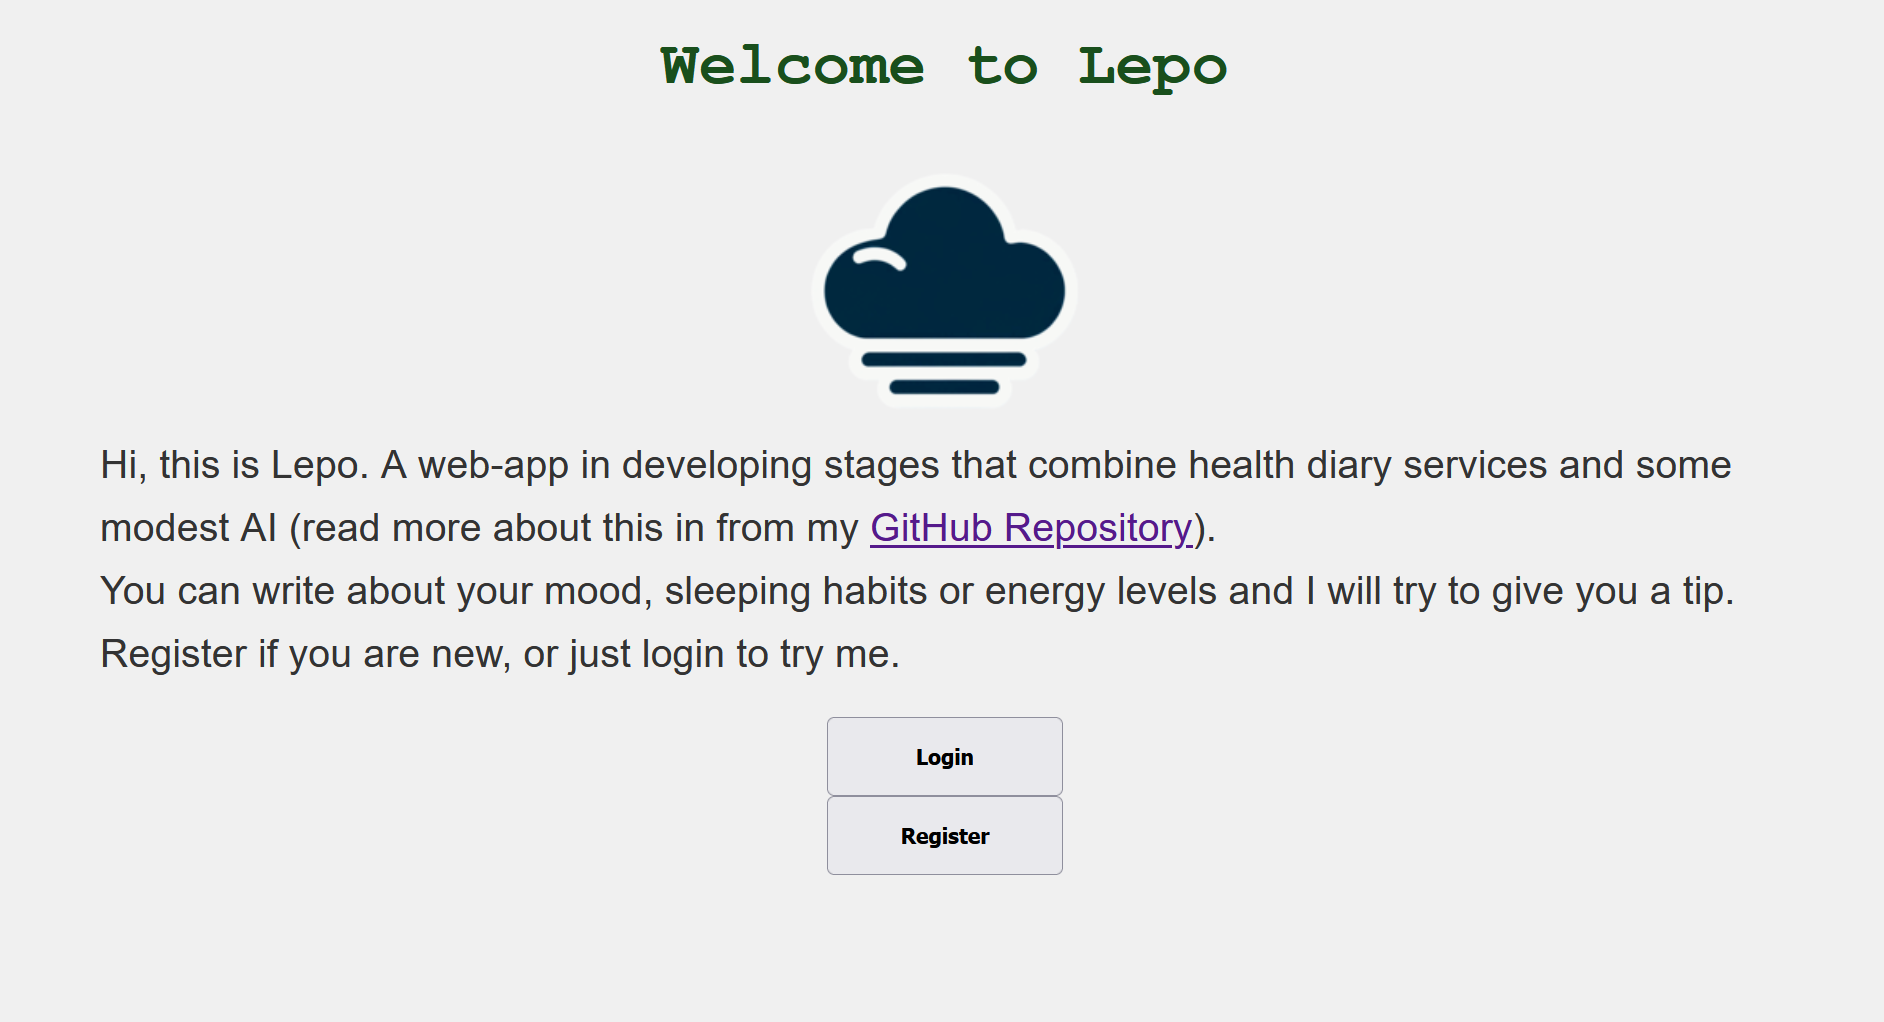 Welcome to Lepo
Hi, this is Lepo. A web-app in developing stages that combine health diary services and some
modest AI (read more about this in from my GitHub Repository).
You can write about your mood, sleeping habits or energy levels and I will try to give you a tip.
Register if you are new, or just login to try me.
Login
Register